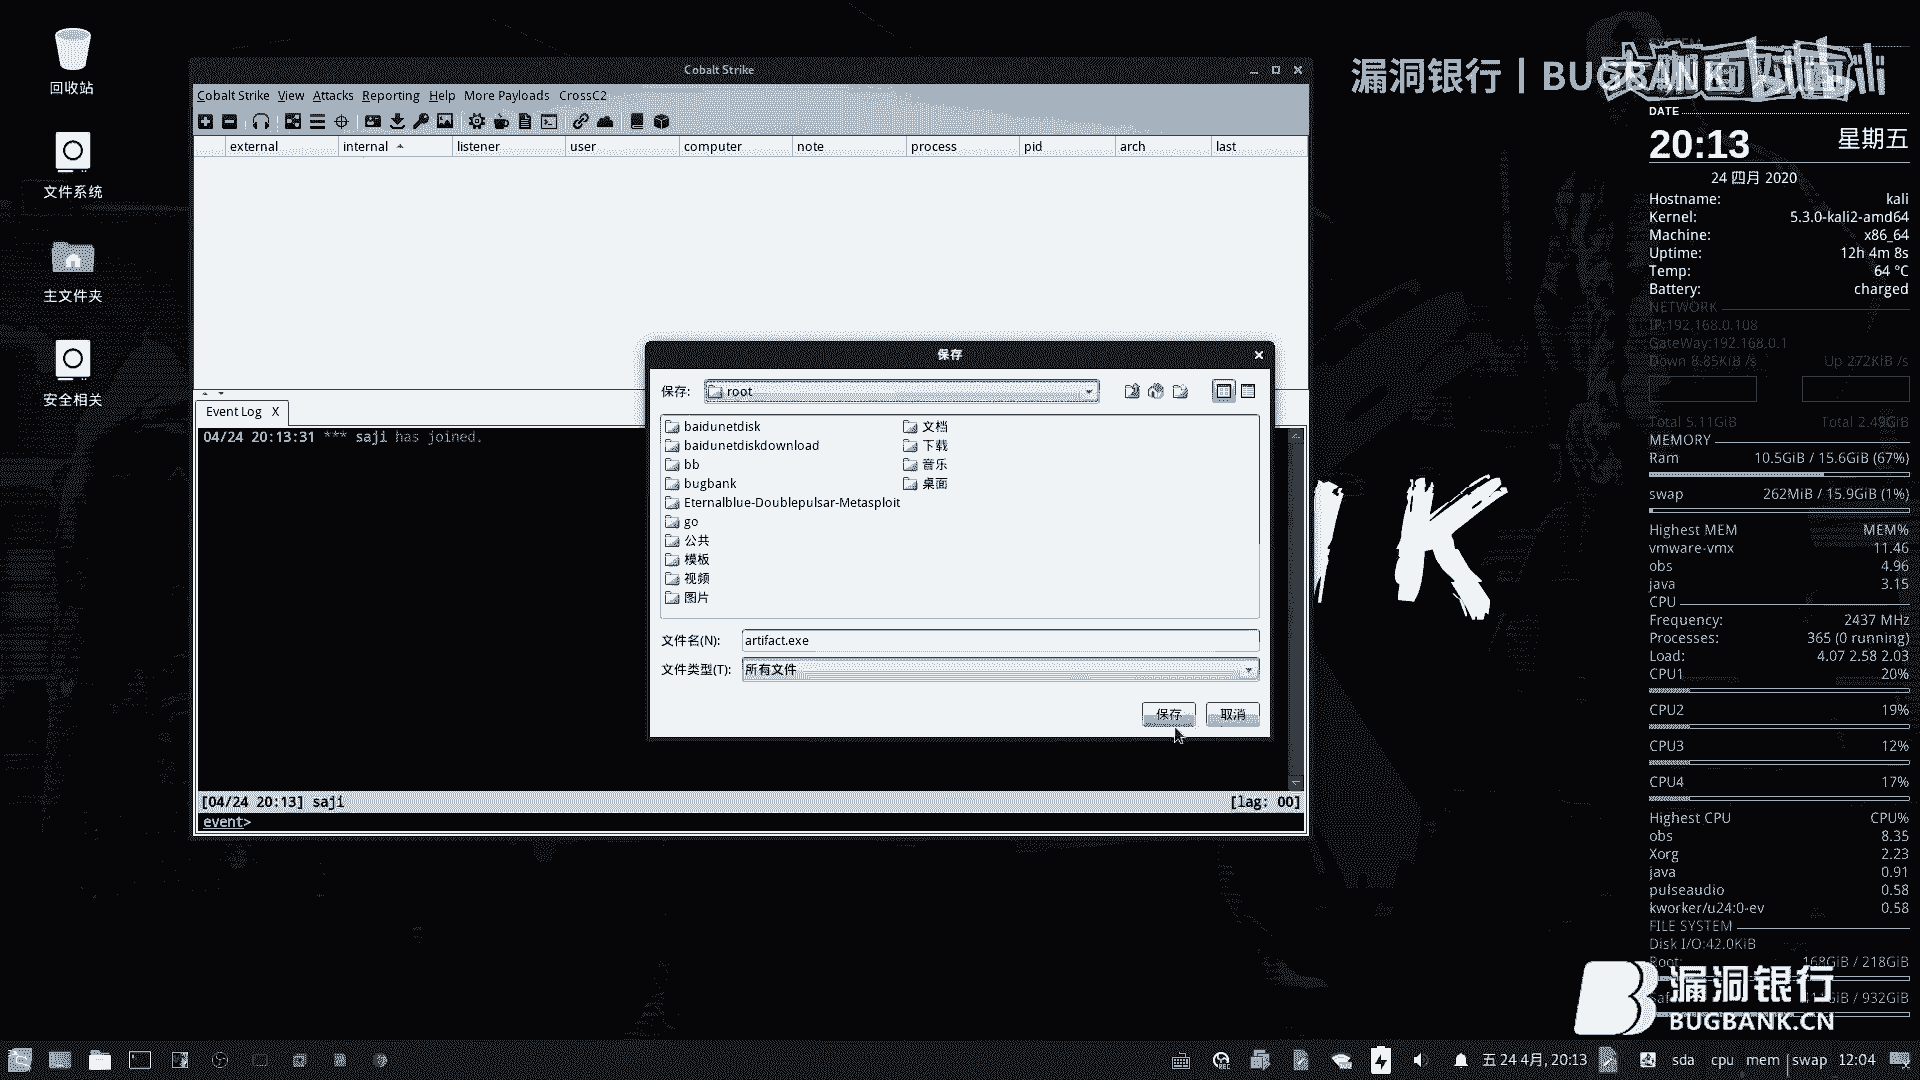 回收站
文件系统
主文件夹
安全相关
Cobalt Strike
Cobalt Strike View Attacks Reporting Help More Payloads CrossC2
external internal listener user computer note process pid arch last
Event Log X
04/24 20:13:31 *** saji has joined.
[04/24 20:13] saji [lag: 00]
event>
保存
保存: root
baidunetdisk
baidunetdiskdownload
bb
bugbank
Eternalblue-Doublepulsar-Metasploit
go
公共
模板
视频
图片
文档
下载
音乐
桌面
文件名(N): artifact.exe
文件类型(T): 所有文件
保存 取消
漏洞银行 | BUGBANK
DATE
20:13 星期五
24 四月 2020
Hostname: kali
Kernel: 5.3.0-kali2-amd64
Machine: x86_64
Uptime: 12h 4m 8s
Temp: 64 °C
Battery: charged
NETWORK
IP:192.168.0.108
GateWay:192.168.0.1
Down 8.85KiB /s Up 272KiB /s
Total 5.11GiB Total 2.49GiB
MEMORY
Ram 10.5GiB / 15.6GiB (67%)
swap 262MiB / 15.9GiB (1%)
Highest MEM MEM%
vmware-vmx 11.46
obs 4.96
java 3.15
CPU
Frequency: 2437 MHz
Processes: 365 (0 running)
Load: 4.07 2.58 2.03
CPU1 20%
CPU2 19%
CPU3 12%
CPU4 17%
Highest CPU CPU%
obs 8.35
Xorg 2.23
java 0.91
pulseaudio 0.58
kworker/u24:0-ev 0.58
FILE SYSTEM
Disk I/O:42.0KiB
Root: 168GiB / 218GiB
/ 932GiB
漏洞银行
BUGBANK.CN
K
五 24 4月, 20:13 sda cpu mem swap 12:04